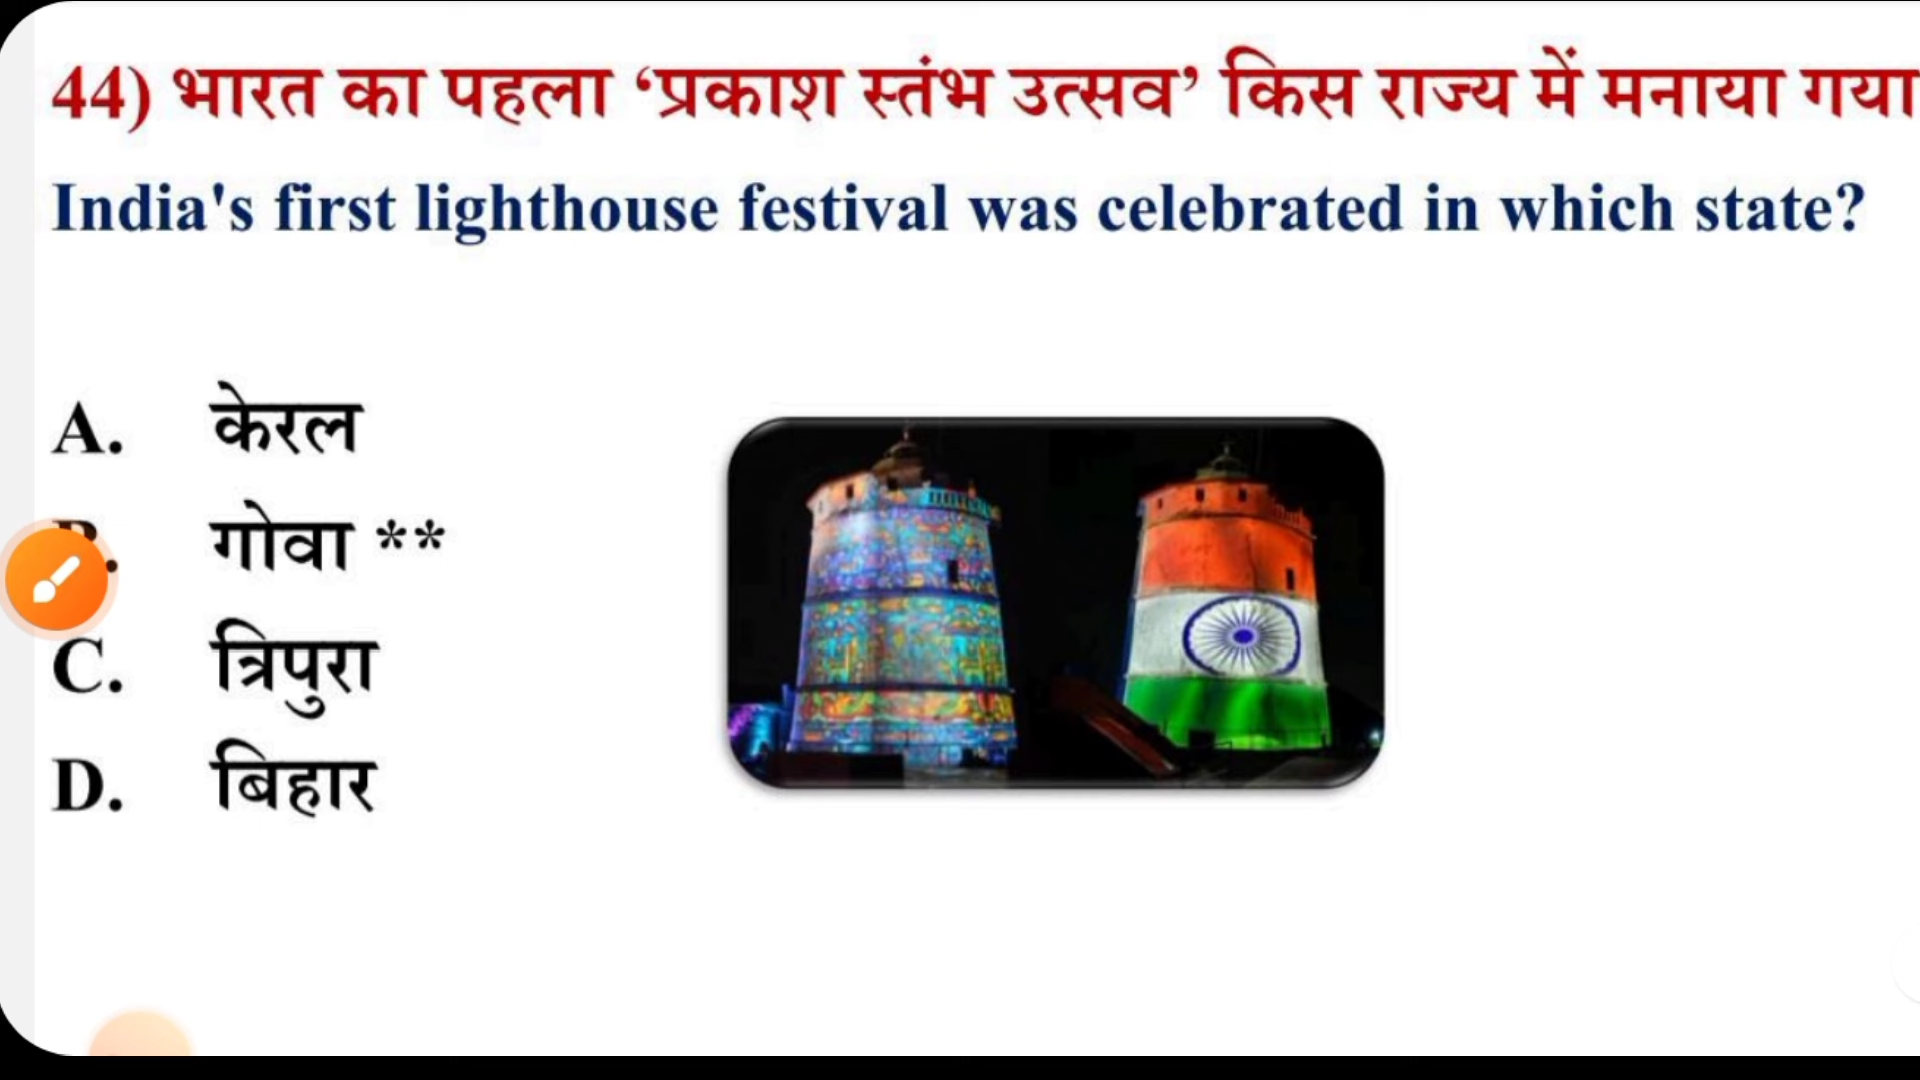 44) भारत का पहला ‘प्रकाश स्तंभ उत्सव’ किस राज्य में मनाया गया
India's first lighthouse festival was celebrated in which state?
A. केरल
B. गोवा **
C. त्रिपुरा
D. बिहार